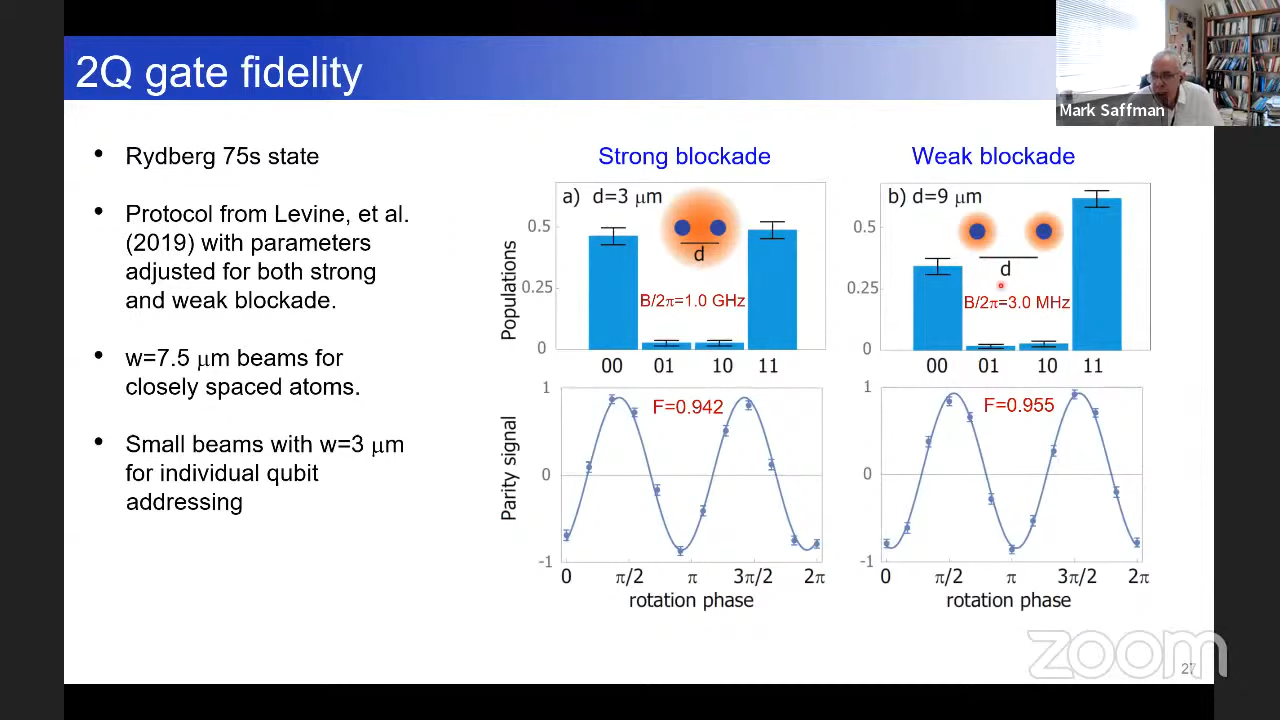 2Q gate fidelity
Mark Saffman
• Rydberg 75s state
• Protocol from Levine, et al.
(2019) with parameters
adjusted for both strong
and weak blockade.
• w=7.5 μm beams for
closely spaced atoms.
• Small beams with w=3 μm
for individual qubit
addressing
Strong blockade
a) d=3 μm
d
B/2π=1.0 GHz
Populations
0.5
0.25
0
00 01 10 11
F=0.942
Parity signal
1
0
-1
0 π/2 π 3π/2 2π
rotation phase
Weak blockade
b) d=9 μm
d
B/2π=3.0 MHz
0.5
0.25
0
00 01 10 11
F=0.955
1
0
-1
0 π/2 π 3π/2 2π
rotation phase
zoom
27